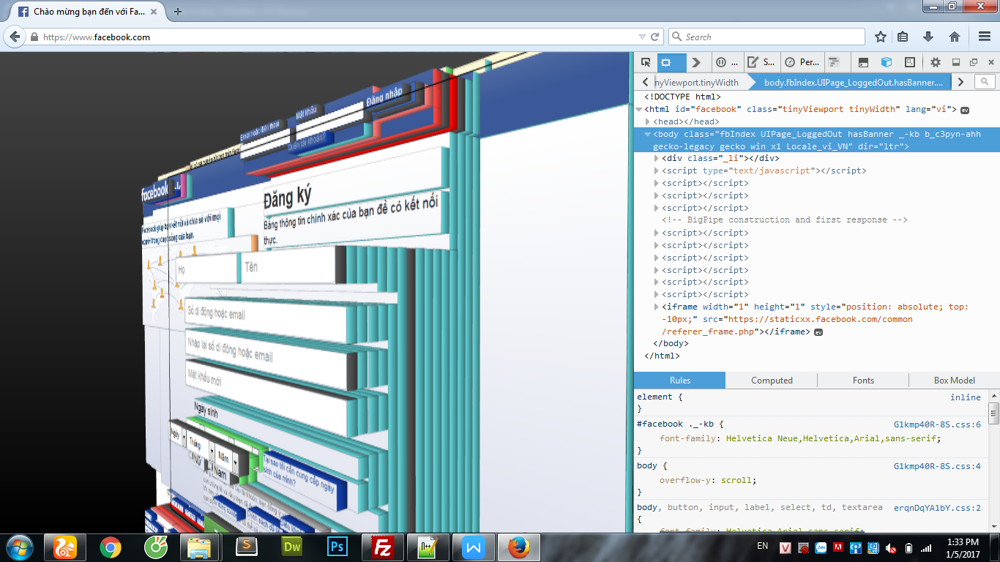 Chào mừng bạn đến với Fa...
https://www.facebook.com
Search
...
S...
Per...
nyViewport.tinyWidth
body.fbIndex.UIPage_LoggedOut.hasBanner....
<!DOCTYPE html>
<html id="facebook" class="tinyViewport tinyWidth" lang="vi"> ev
<head></head>
<body class="fbIndex UIPage_LoggedOut hasBanner _-kb b_c3pyn-ahh
gecko-legacy gecko win x1 Locale_vi_VN" dir="ltr">
<div class="_li"></div>
<script type="text/javascript"></script>
<script></script>
<script></script>
<script></script>
<!-- BigPipe construction and first response -->
<script></script>
<script></script>
<script></script>
<script></script>
<script></script>
<script></script>
<iframe width="1" height="1" style="position: absolute; top:
-10px;" src="https://staticxx.facebook.com/common
/referer_frame.php"></iframe> ev
</body>
</html>
Rules
Computed
Fonts
Box Model
element {
inline
}
#facebook ._-kb {
G1kmp40R-8S.css:6
font-family: Helvetica Neue,Helvetica,Arial,sans-serif;
}
body {
G1kmp40R-8S.css:4
overflow-y: scroll;
}
body, button, input, label, select, td, textarea
erqnDqYA1bY.css:2
{
font-family: Helvetica,Arial,sans-serif;
Email hoặc điện thoại
Mật khẩu
Đăng nhập
Quên tài khoản?
facebook
Facebook giúp bạn kết nối và chia sẻ với mọi
người trong cuộc sống của bạn.
Đăng ký
Bảng thông tin chính xác của bạn để có kết nối
thực.
Họ
Tên
Số di động hoặc email
Nhập lại số di động hoặc email
Mật khẩu mới
Ngày sinh
Ngày
Tháng
Năm
Tại sao tôi cần cung cấp ngày
sinh của mình?
Nữ
Nam
S
Dw
Ps
Fz
W
EN
V
Zalo
1:33 PM
1/5/2017